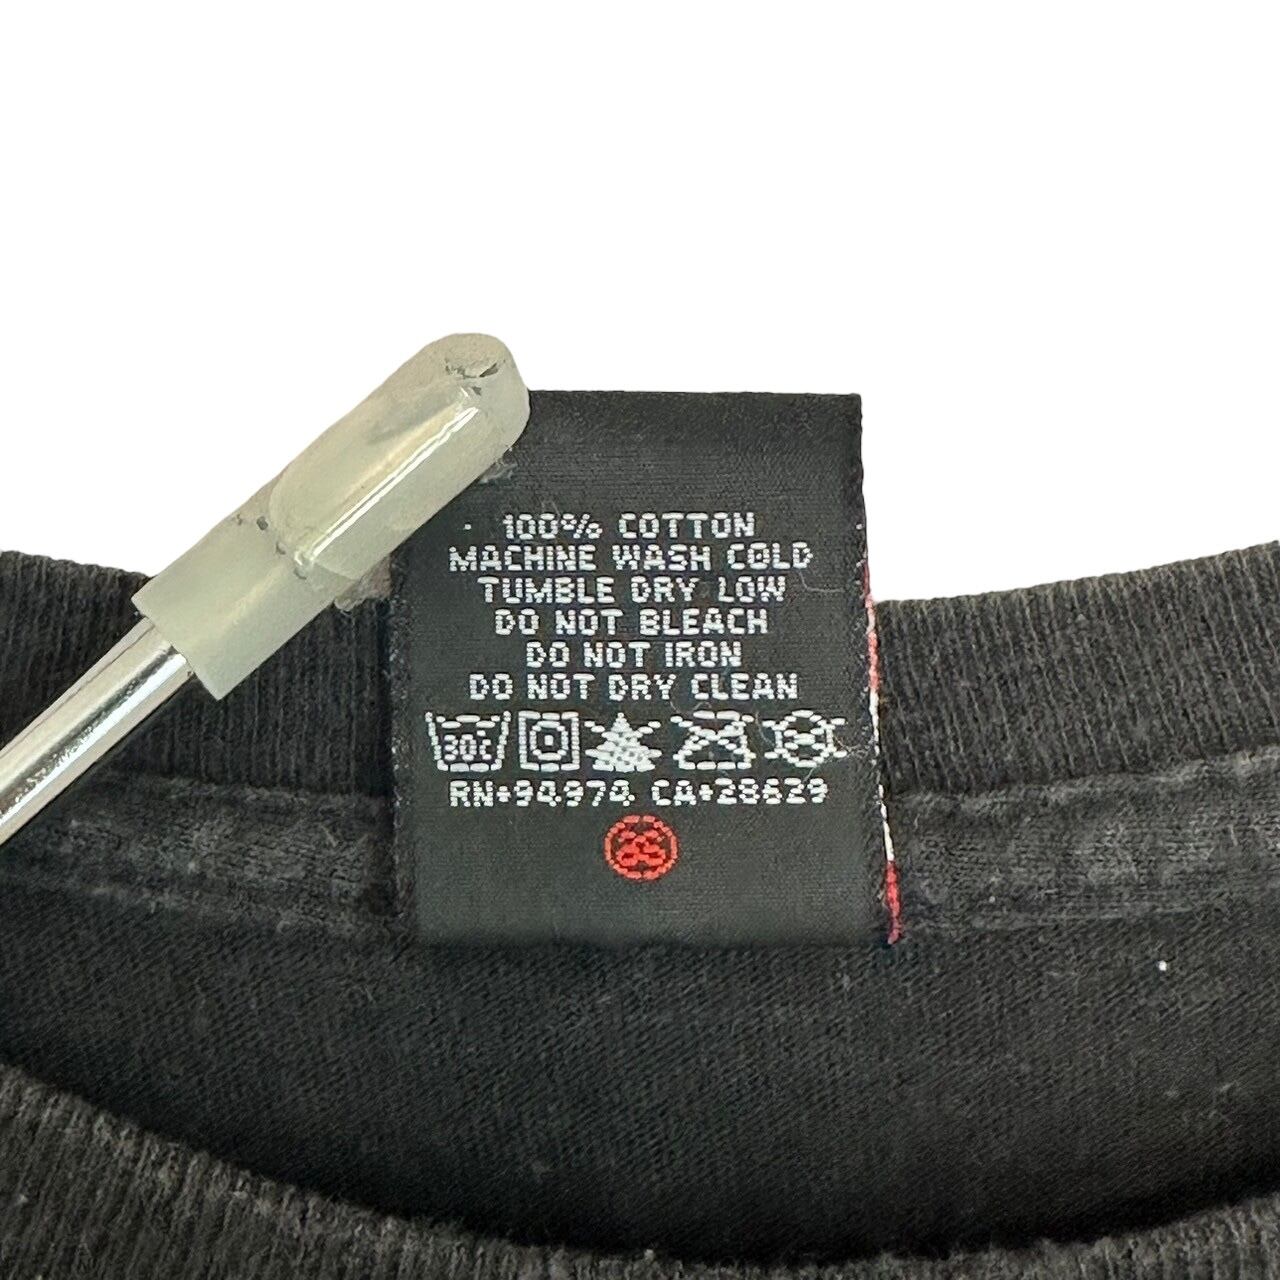 100% COTTON
MACHINE WASH COLD
TUMBLE DRY LOW
DO NOT BLEACH
DO NOT IRON
DO NOT DRY CLEAN
30C
RN+94974 CA+28629